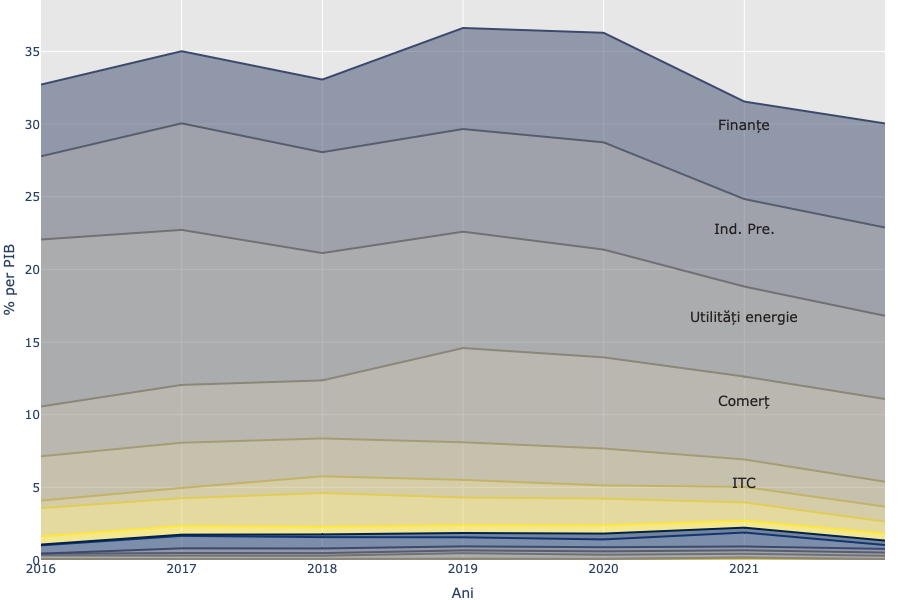 35
30
25
20
15
10
5
0
% per PIB
Finanțe
Ind. Pre.
Utilități energie
Comerț
ITC
2016 2017 2018 2019 2020 2021
Ani